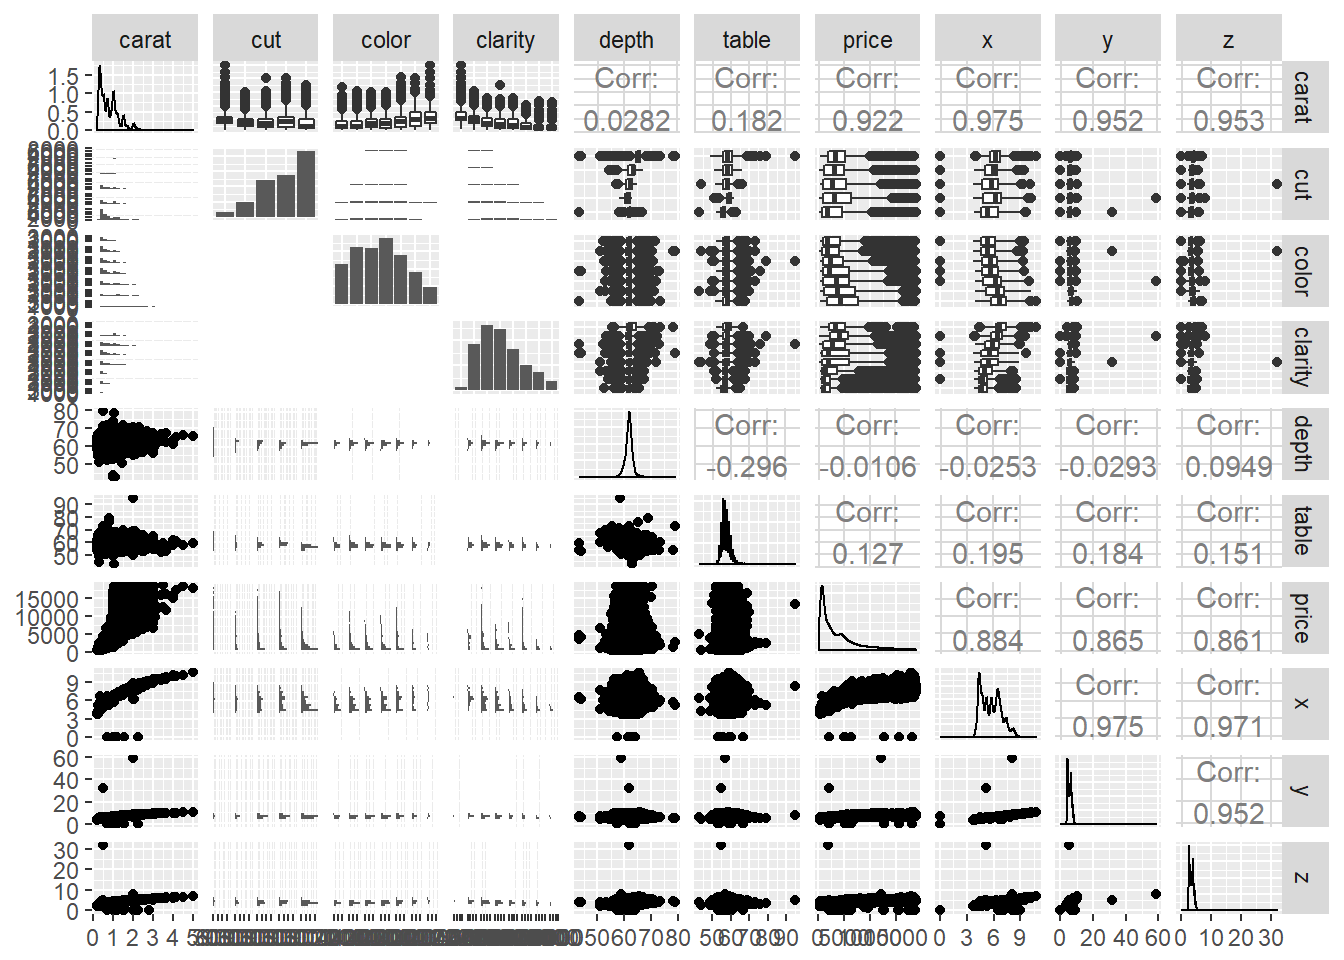 carat cut color clarity depth table price x y z
1.5
1.0
0.5
0.0
Corr: Corr: Corr: Corr: Corr: Corr:
0.0282 0.182 0.922 0.975 0.952 0.953
carat
cut
color
clarity
80
70
60
50
Corr: Corr: Corr: Corr: Corr:
-0.296 -0.0106 -0.0253 -0.0293 0.0949
depth
90
80
70
60
50
Corr: Corr: Corr: Corr:
0.127 0.195 0.184 0.151
table
15000
10000
5000
0
Corr: Corr: Corr:
0.884 0.865 0.861
price
9
6
3
0
Corr: Corr:
0.975 0.971
x
60
40
20
0
Corr:
0.952
y
30
20
10
0
z
0 1 2 3 4 5 50 60 70 80 50 60 70 80 90 0 5000 10000 15000 0 3 6 9 0 20 40 60 0 10 20 30